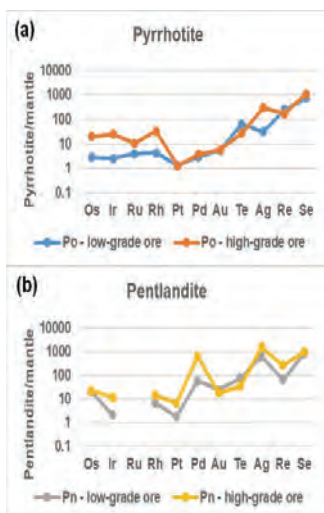 (a)
Pyrrhotite
Pyrrhotite/mantle
10000
1000
100
10
1
0.1
Os Ir Ru Rh Pt Pd Au Te Ag Re Se
Po - low-grade ore Po - high-grade ore
(b)
Pentlandite
Pentlandite/mantle
10000
1000
100
10
1
0.1
Os Ir Ru Rh Pt Pd Au Te Ag Re Se
Pn - low-grade ore Pn - high-grade ore